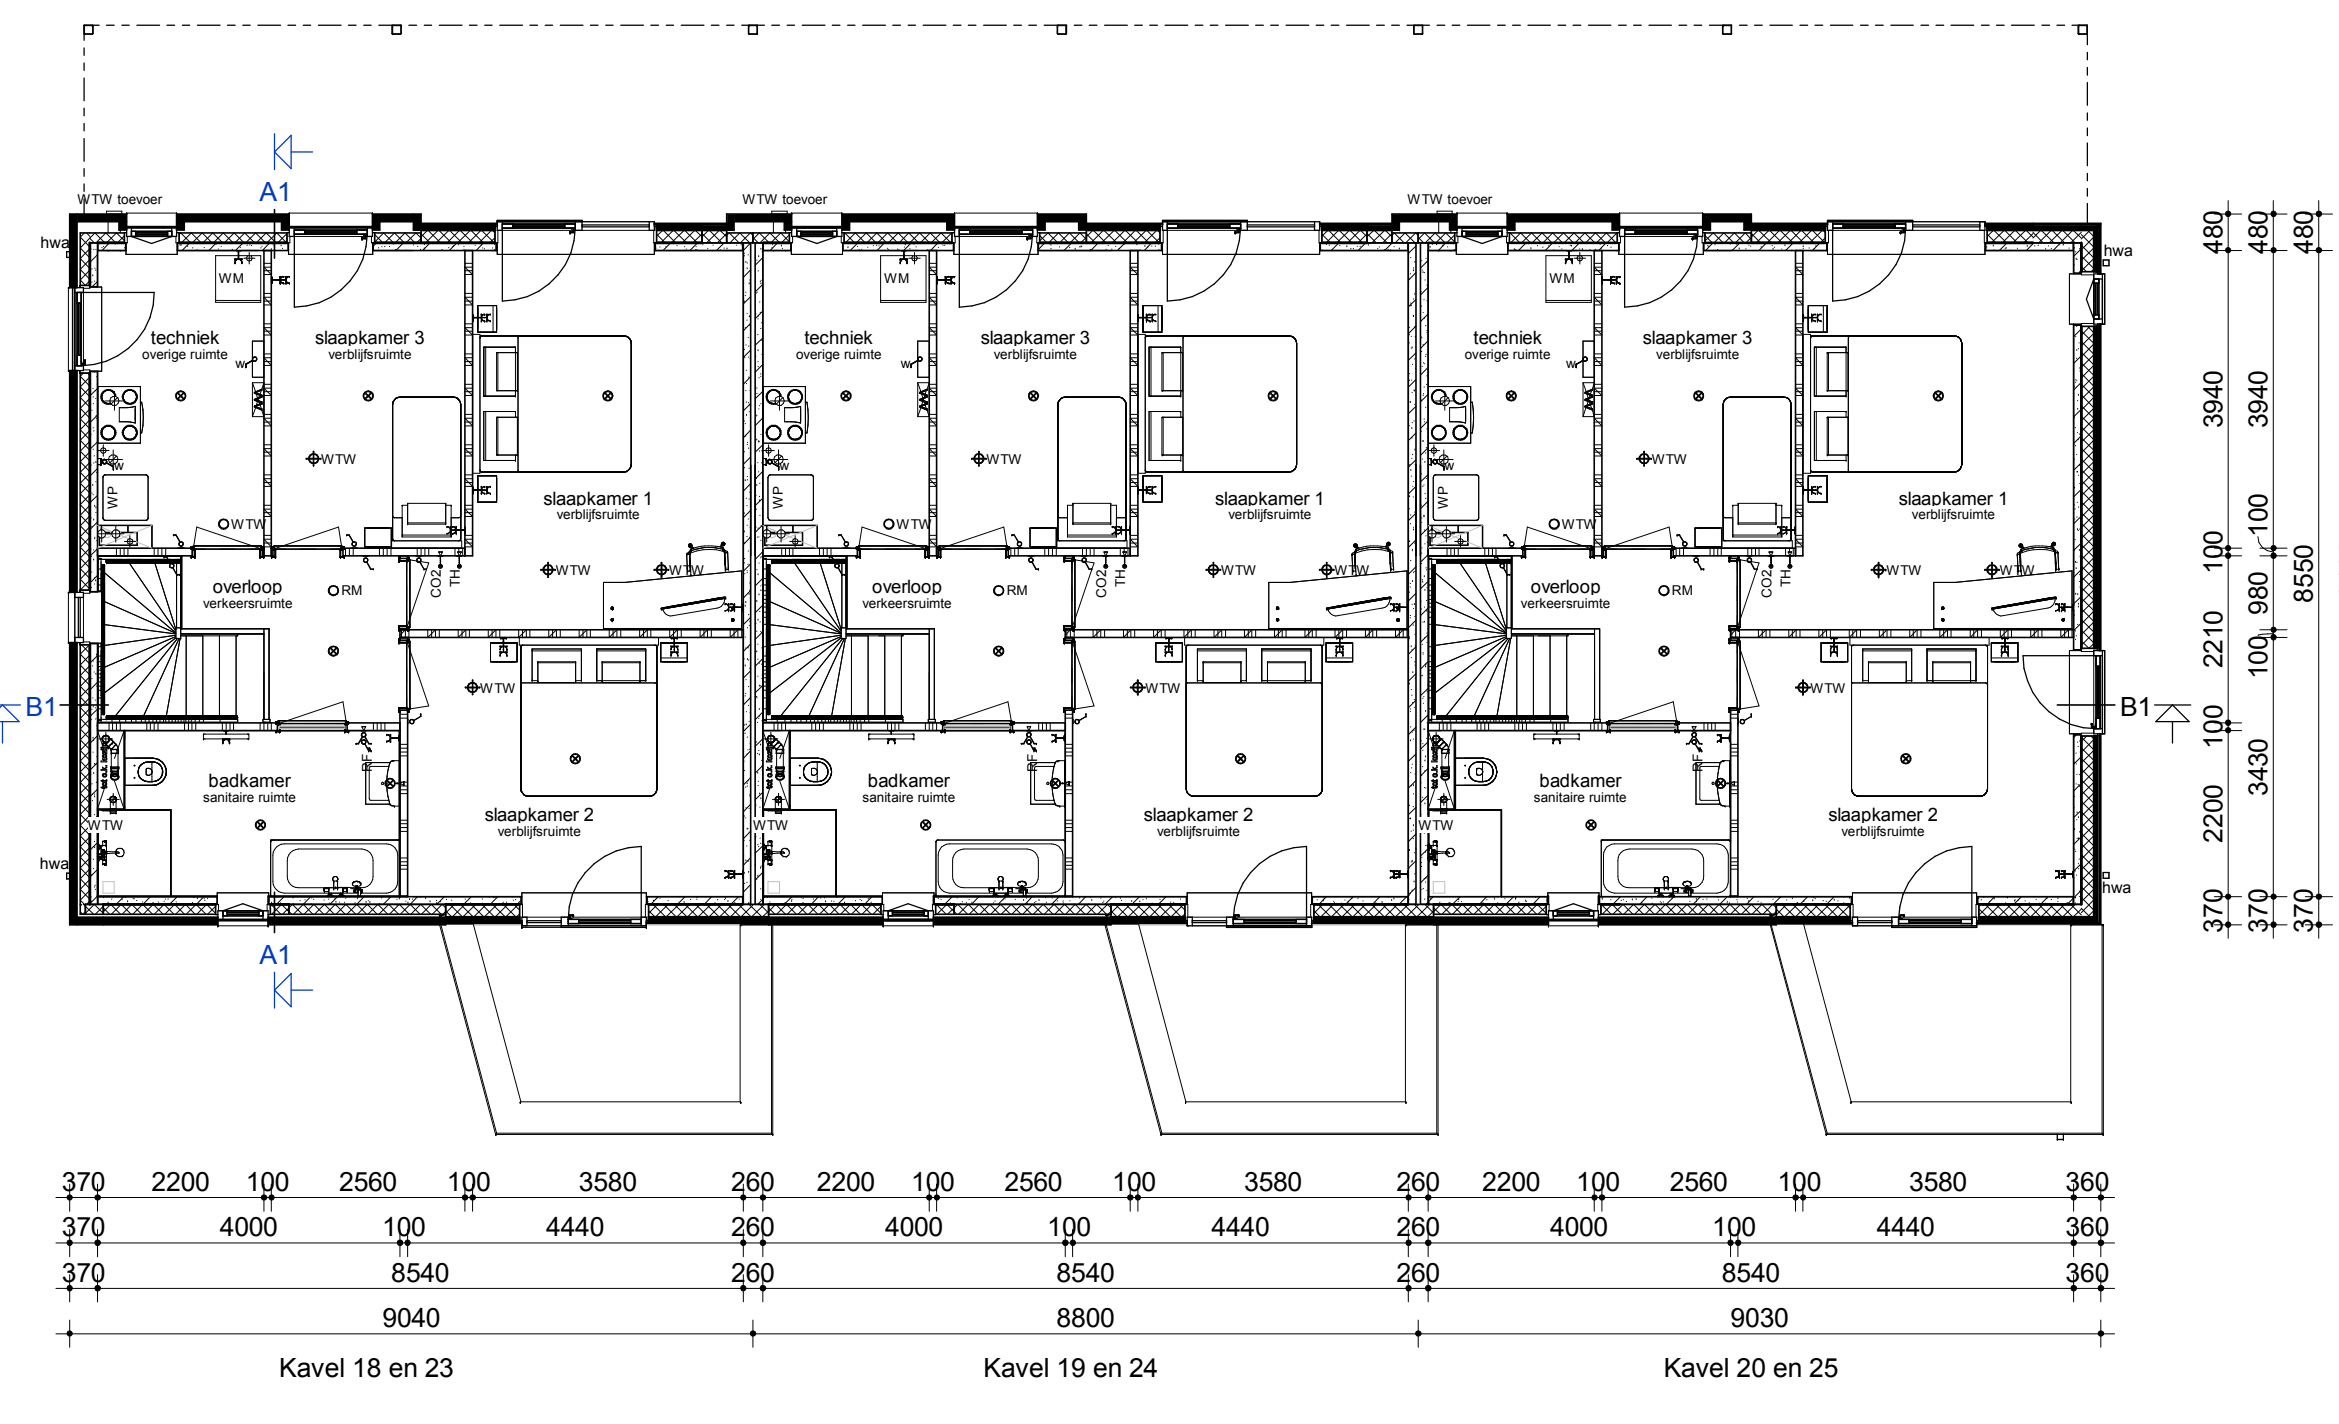 A1
WTW toevoer
WTW toevoer
WTW toevoer
hwa
hwa
WM
WM
WM
techniek
overige ruimte
slaapkamer 3
verblijfsruimte
techniek
overige ruimte
slaapkamer 3
verblijfsruimte
techniek
overige ruimte
slaapkamer 3
verblijfsruimte
w
w
w
WTW
WTW
WTW
w
w
w
WP
WP
WP
slaapkamer 1
verblijfsruimte
slaapkamer 1
verblijfsruimte
slaapkamer 1
verblijfsruimte
WTW
WTW
WTW
WTW
WTW
WTW
WTW
WTW
WTW
CO2
TH
CO2
TH
CO2
TH
overloop
verkeersruimte
RM
overloop
verkeersruimte
RM
overloop
verkeersruimte
RM
WTW
WTW
WTW
B1
B1
badkamer
sanitaire ruimte
badkamer
sanitaire ruimte
badkamer
sanitaire ruimte
slaapkamer 2
verblijfsruimte
slaapkamer 2
verblijfsruimte
slaapkamer 2
verblijfsruimte
WTW
WTW
WTW
hwa
hwa
A1
480
480
480
3940
3940
100
100
980
8550
2210
100
100
3430
2200
370
370
370
370 2200 100 2560 100 3580 260 2200 100 2560 100 3580 260 2200 100 2560 100 3580 360
370 4000 100 4440 260 4000 100 4440 260 4000 100 4440 360
370 8540 260 8540 260 8540 360
9040 8800 9030
Kavel 18 en 23 Kavel 19 en 24 Kavel 20 en 25